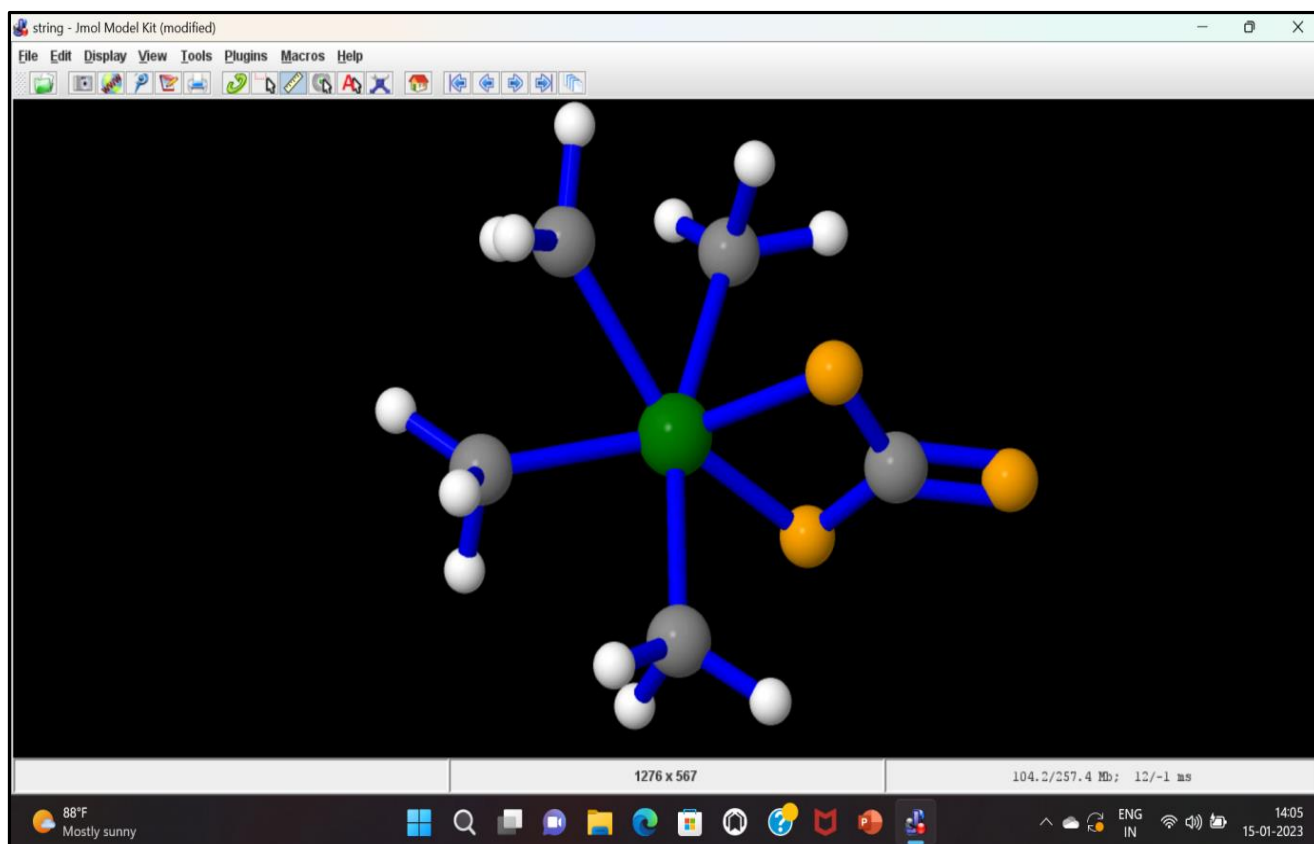 string - Jmol Model Kit (modified)
File Edit Display View Tools Plugins Macros Help
1276 x 567
104.2/257.4 Mb; 12/-1 ms
88°F
Mostly sunny
ENG
IN
14:05
15-01-2023